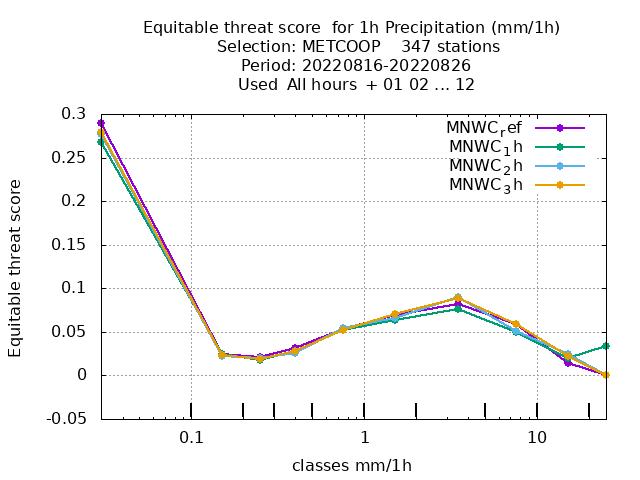 Equitable threat score  for 1h Precipitation (mm/1h)
Selection: METCOOP    347 stations
Period: 20220816-20220826
Used  All hours  + 01 02 ... 12
MNWC_ref
MNWC_1h
MNWC_2h
MNWC_3h
Equitable threat score
0.3
0.25
0.2
0.15
0.1
0.05
0
-0.05
0.1
1
10
classes mm/1h